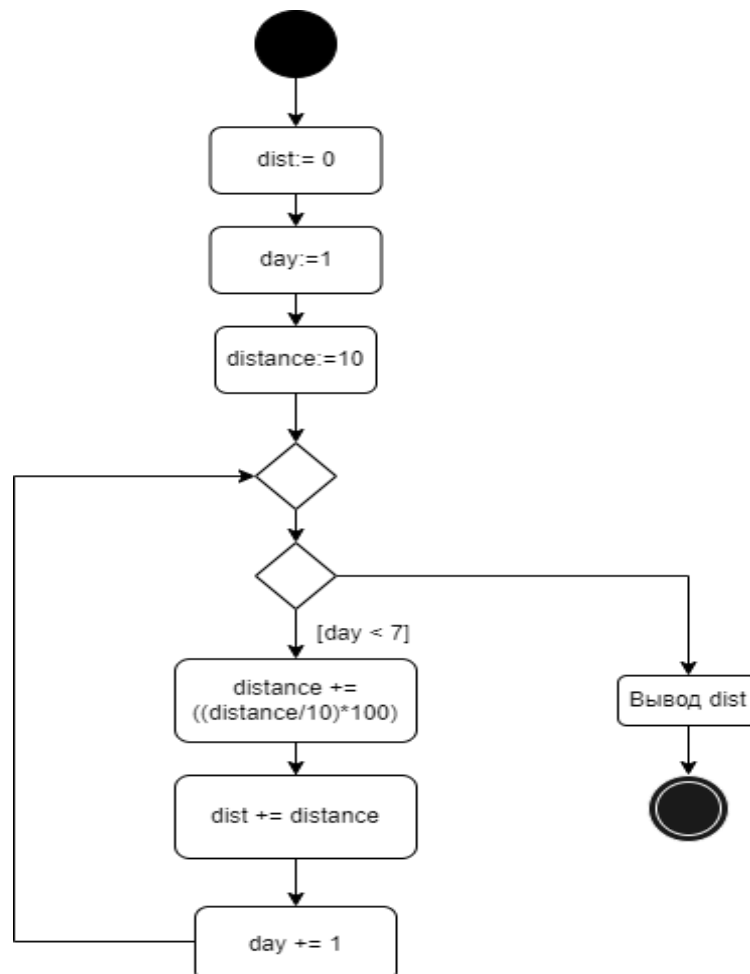 dist:= 0
day:=1
distance:=10
[day < 7]
distance +=
((distance/10)*100)
Вывод dist
dist += distance
day += 1